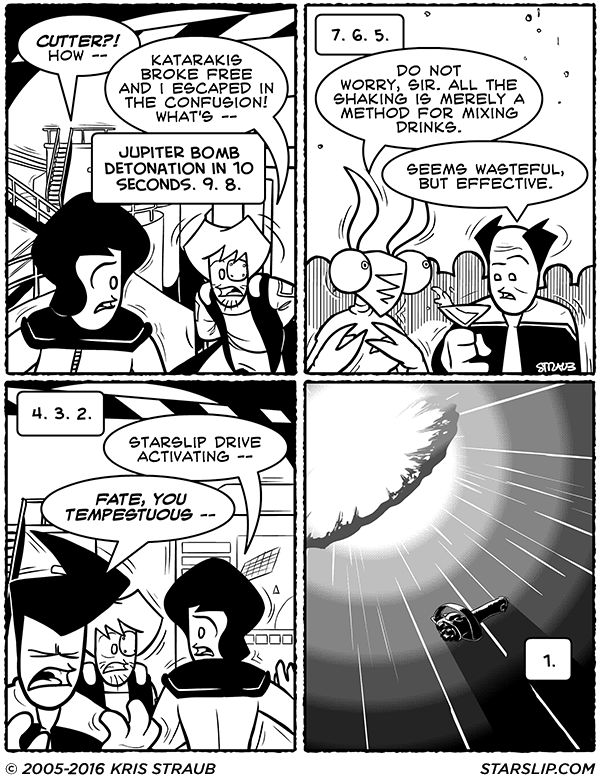 CUTTER?!
HOW --
KATARAKIS
BROKE FREE
AND I ESCAPED IN
THE CONFUSION!
WHAT'S --
JUPITER BOMB
DETONATION IN 10
SECONDS. 9. 8.
7. 6. 5.
DO NOT
WORRY, SIR. ALL THE
SHAKING IS MERELY A
METHOD FOR MIXING
DRINKS.
SEEMS WASTEFUL,
BUT EFFECTIVE.
STRAUB
4. 3. 2.
STARSLIP DRIVE
ACTIVATING --
FATE, YOU
TEMPESTUOUS --
1.
© 2005-2016 KRIS STRAUB
STARSLIP.COM